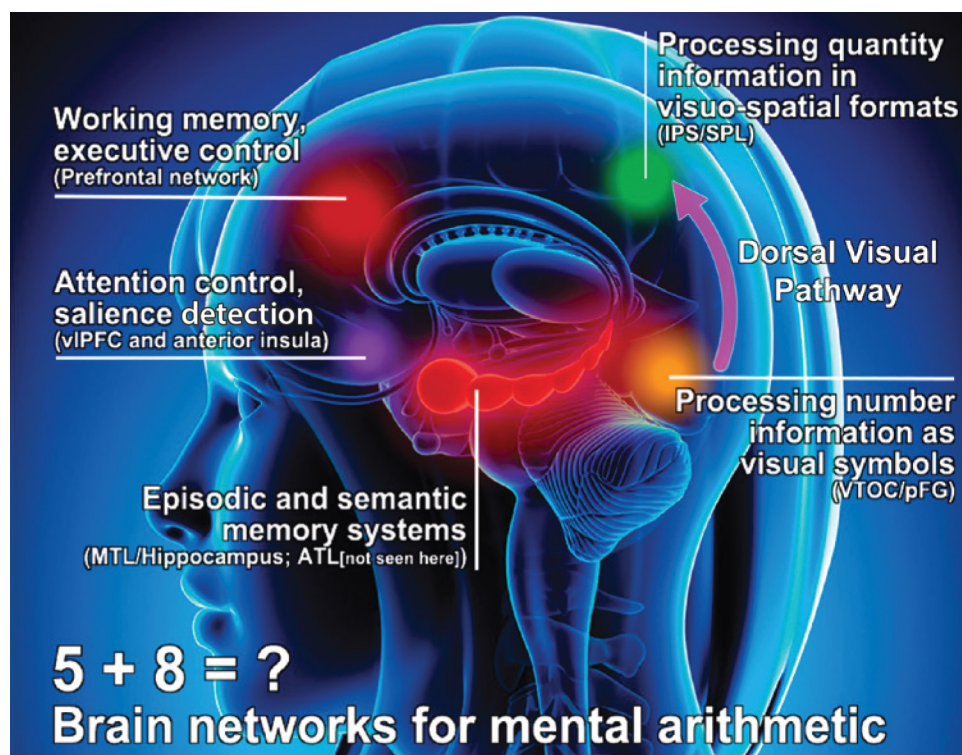 Processing quantity
information in
visuo-spatial formats
(IPS/SPL)
Working memory,
executive control
(Prefrontal network)
Dorsal Visual
Pathway
Attention control,
salience detection
(vlPFC and anterior insula)
Processing number
information as
visual symbols
(VTOC/pFG)
Episodic and semantic
memory systems
(MTL/Hippocampus; ATL[not seen here])
5 + 8 = ?
Brain networks for mental arithmetic